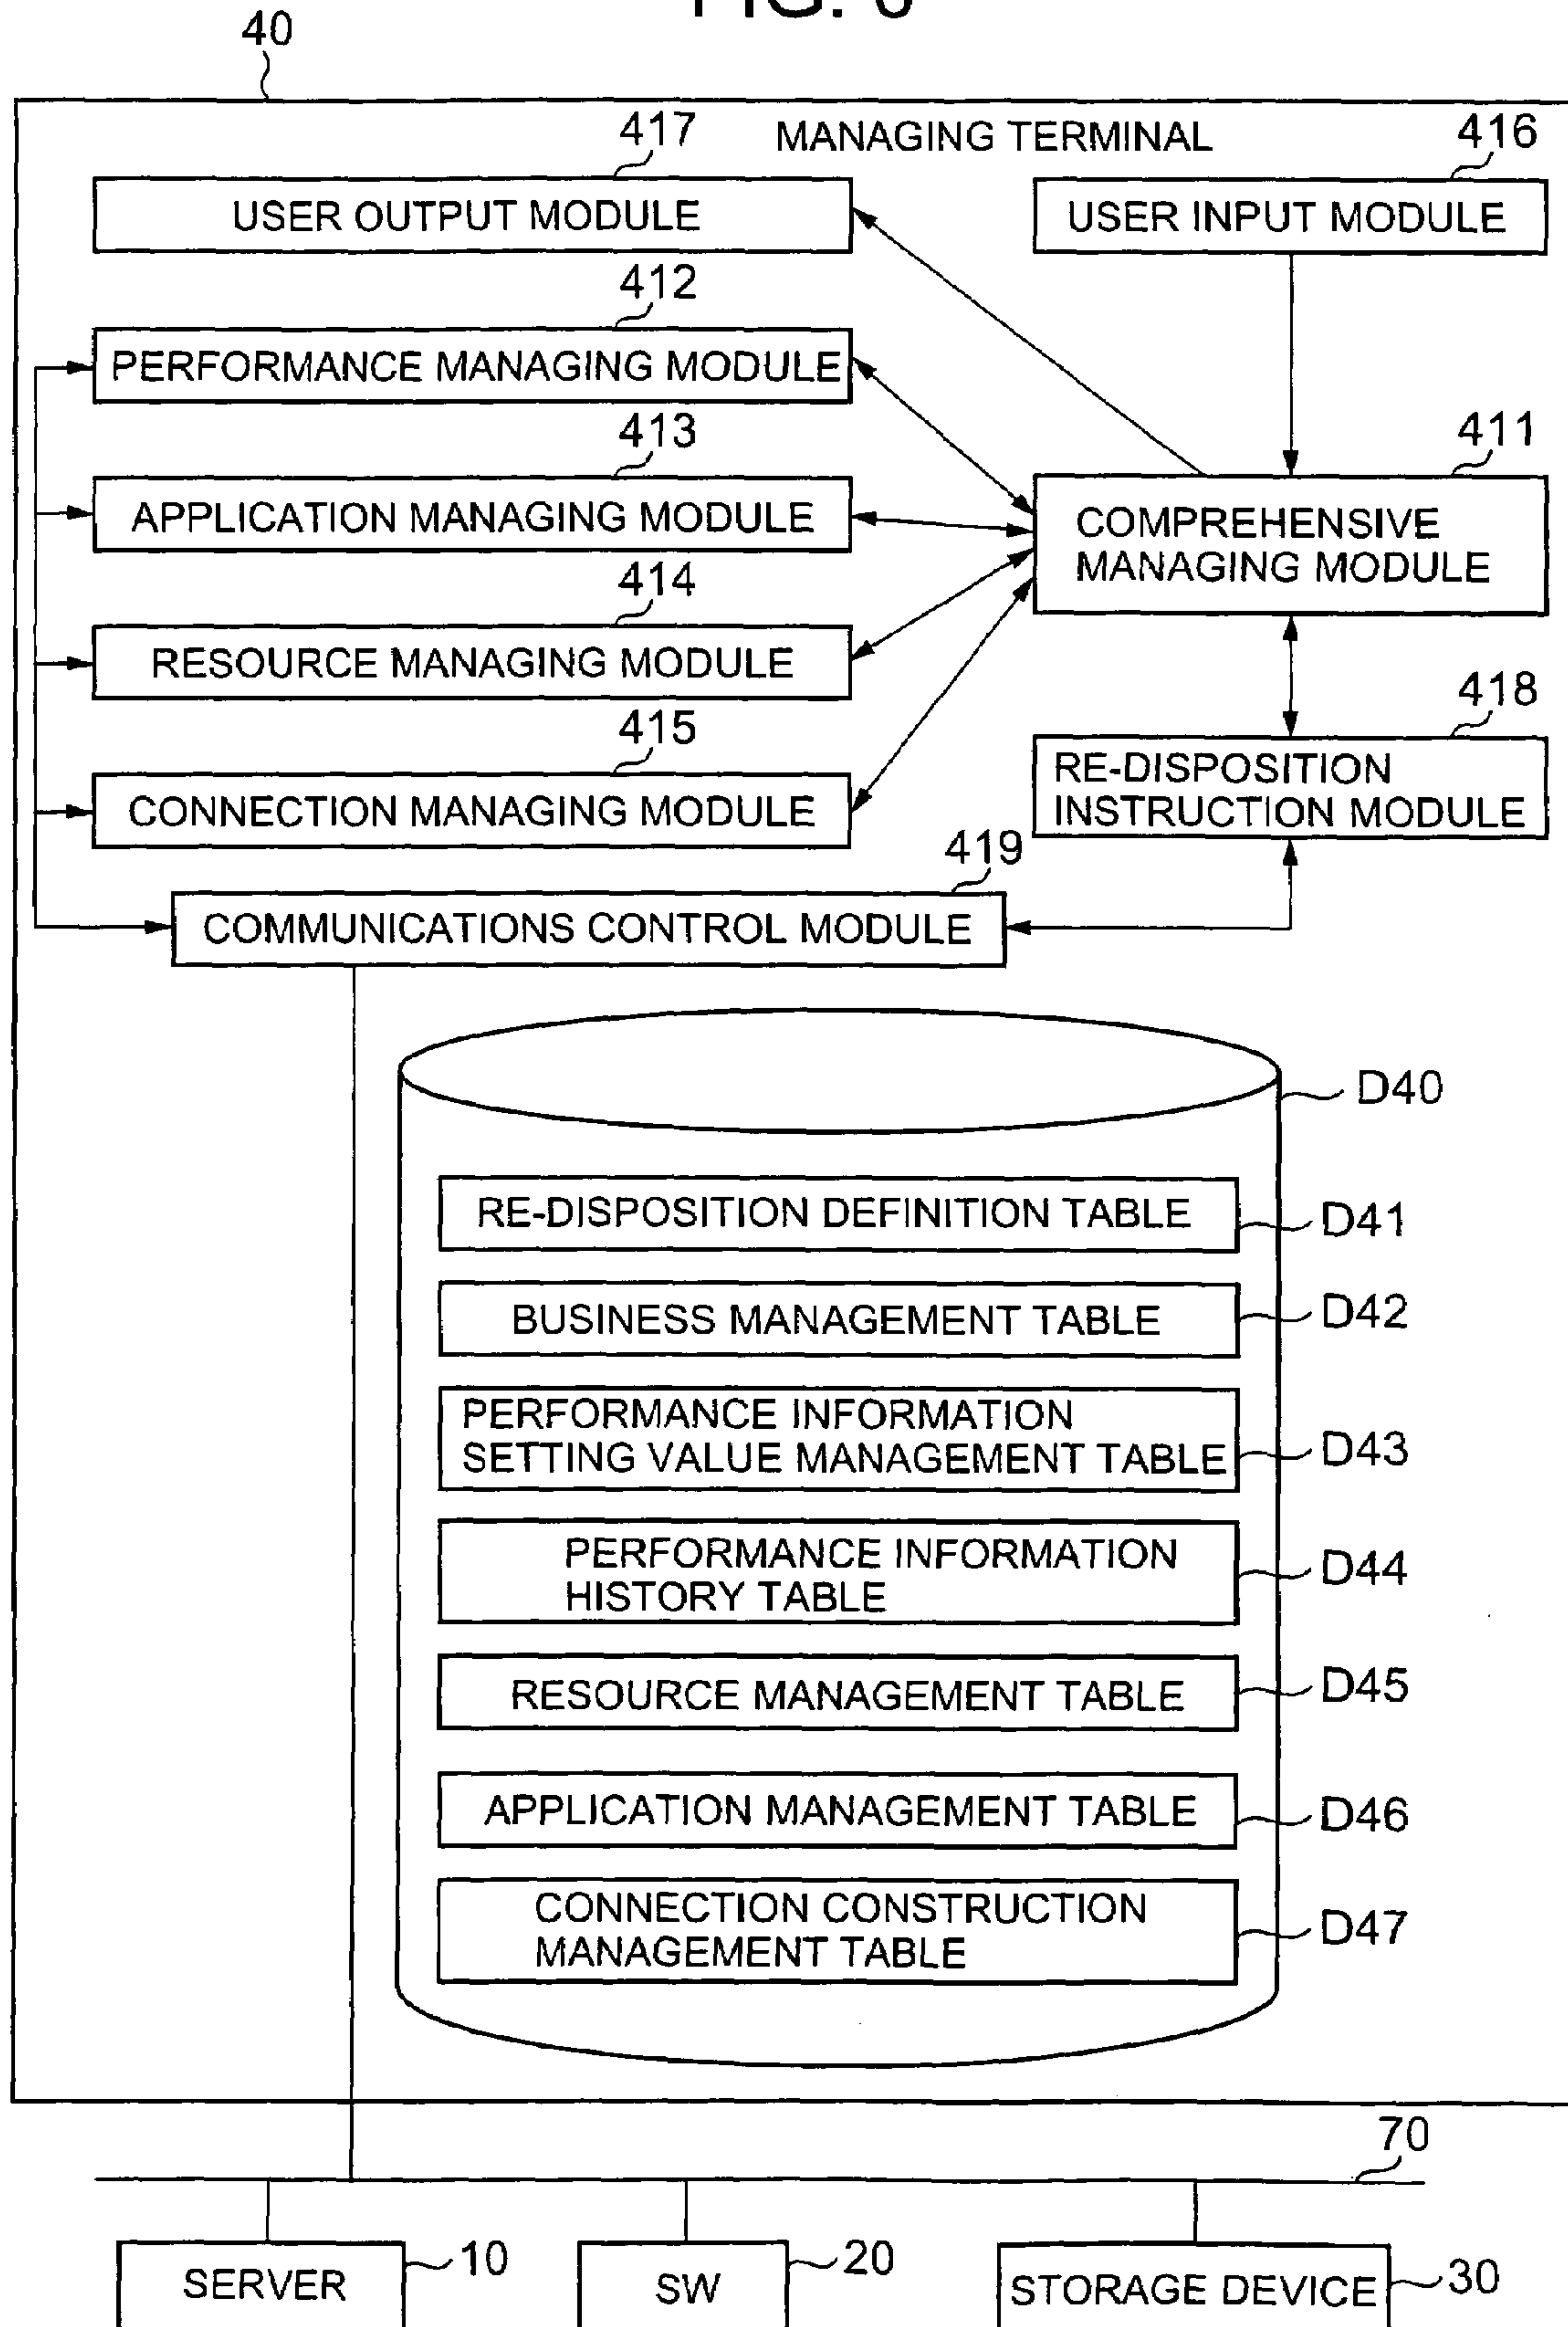 FIG. 6
40
MANAGING TERMINAL
417
416
USER OUTPUT MODULE
USER INPUT MODULE
412
PERFORMANCE MANAGING MODULE
413
411
APPLICATION MANAGING MODULE
COMPREHENSIVE
MANAGING MODULE
414
RESOURCE MANAGING MODULE
418
415
RE-DISPOSITION
INSTRUCTION MODULE
CONNECTION MANAGING MODULE
419
COMMUNICATIONS CONTROL MODULE
D40
RE-DISPOSITION DEFINITION TABLE
D41
BUSINESS MANAGEMENT TABLE
D42
PERFORMANCE INFORMATION
SETTING VALUE MANAGEMENT TABLE
D43
PERFORMANCE INFORMATION
HISTORY TABLE
D44
RESOURCE MANAGEMENT TABLE
D45
APPLICATION MANAGEMENT TABLE
D46
CONNECTION CONSTRUCTION
MANAGEMENT TABLE
D47
70
SERVER
10
SW
20
STORAGE DEVICE
30